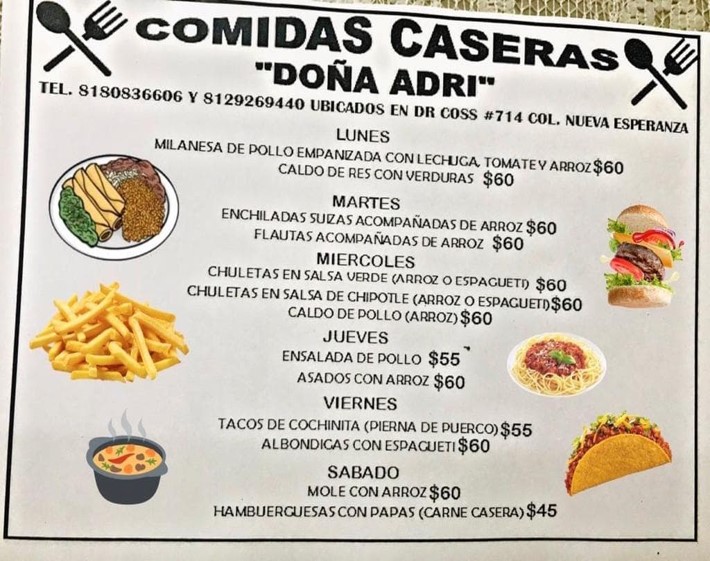 COMIDAS CASERAS
"DOÑA ADRI"
TEL. 8180836606 Y 8129269440 UBICADOS EN DR COSS #714 COL. NUEVA ESPERANZA
LUNES
MILANESA DE POLLO EMPANIZADA CON LECHUGA, TOMATE Y ARROZ $60
CALDO DE RES CON VERDURAS $60
MARTES
ENCHILADAS SUIZAS ACOMPAÑADAS DE ARROZ $60
FLAUTAS ACOMPAÑADAS DE ARROZ $60
MIERCOLES
CHULETAS EN SALSA VERDE (ARROZ O ESPAGUETI) $60
CHULETAS EN SALSA DE CHIPOTLE (ARROZ O ESPAGUETI) $60
CALDO DE POLLO (ARROZ) $60
JUEVES
ENSALADA DE POLLO $55
ASADOS CON ARROZ $60
VIERNES
TACOS DE COCHINITA (PIERNA DE PUERCO) $55
ALBONDIGAS CON ESPAGUETI $60
SABADO
MOLE CON ARROZ $60
HAMBUERGUESAS CON PAPAS (CARNE CASERA) $45